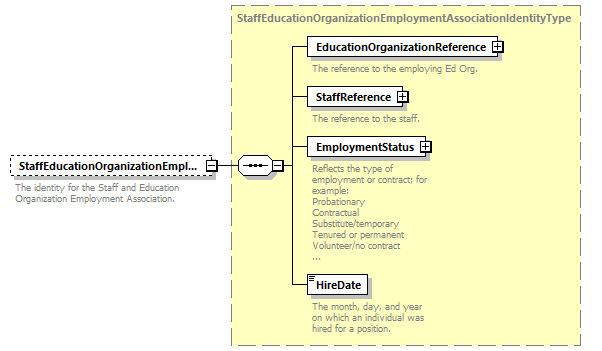 StaffEducationOrganizationEmploymentAssociationIdentityType
EducationOrganizationReference
The reference to the employing Ed Org.
StaffReference
The reference to the staff.
EmploymentStatus
Reflects the type of
employment or contract; for
example:
Probationary
Contractual
Substitute/temporary
Tenured or permanent
Volunteer/no contract
...
StaffEducationOrganizationEmpl...
The identity for the Staff and Education
Organization Employment Association.
HireDate
The month, day, and year
on which an individual was
hired for a position.